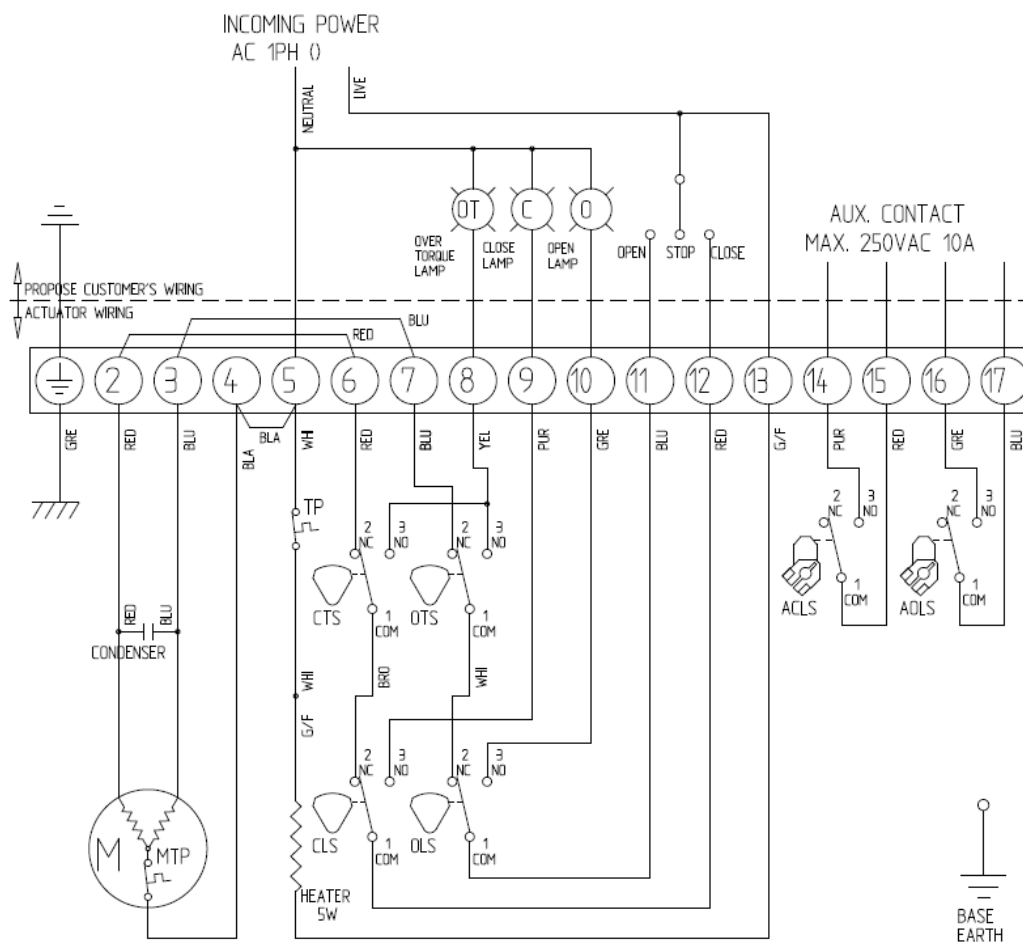 INCOMING POWER
AC 1PH ()
NEUTRAL
LIVE
OT
C
O
OVER
TORQUE
LAMP
CLOSE
LAMP
OPEN
LAMP
OPEN
STOP
CLOSE
AUX. CONTACT
MAX. 250VAC 10A
PROPOSE CUSTOMER'S WIRING
ACTUATOR WIRING
BLU
RED
2
3
4
5
6
7
8
9
10
11
12
13
14
15
16
17
GRE
RED
BLU
BLA
BLA
WHI
RED
BLU
YEL
PUR
GRE
BLU
RED
G/F
PUR
RED
GRE
BLU
TP
2
NC
3
NO
2
NC
3
NO
2
NC
3
NO
2
NC
3
NO
CTS
1
COM
OTS
1
COM
ACLS
1
COM
AOLS
1
COM
RED
BLU
CONDENSER
WHI
G/F
BRO
WHI
2
NC
3
NO
2
NC
3
NO
CLS
1
COM
OLS
1
COM
M
MTP
HEATER
5W
BASE
EARTH